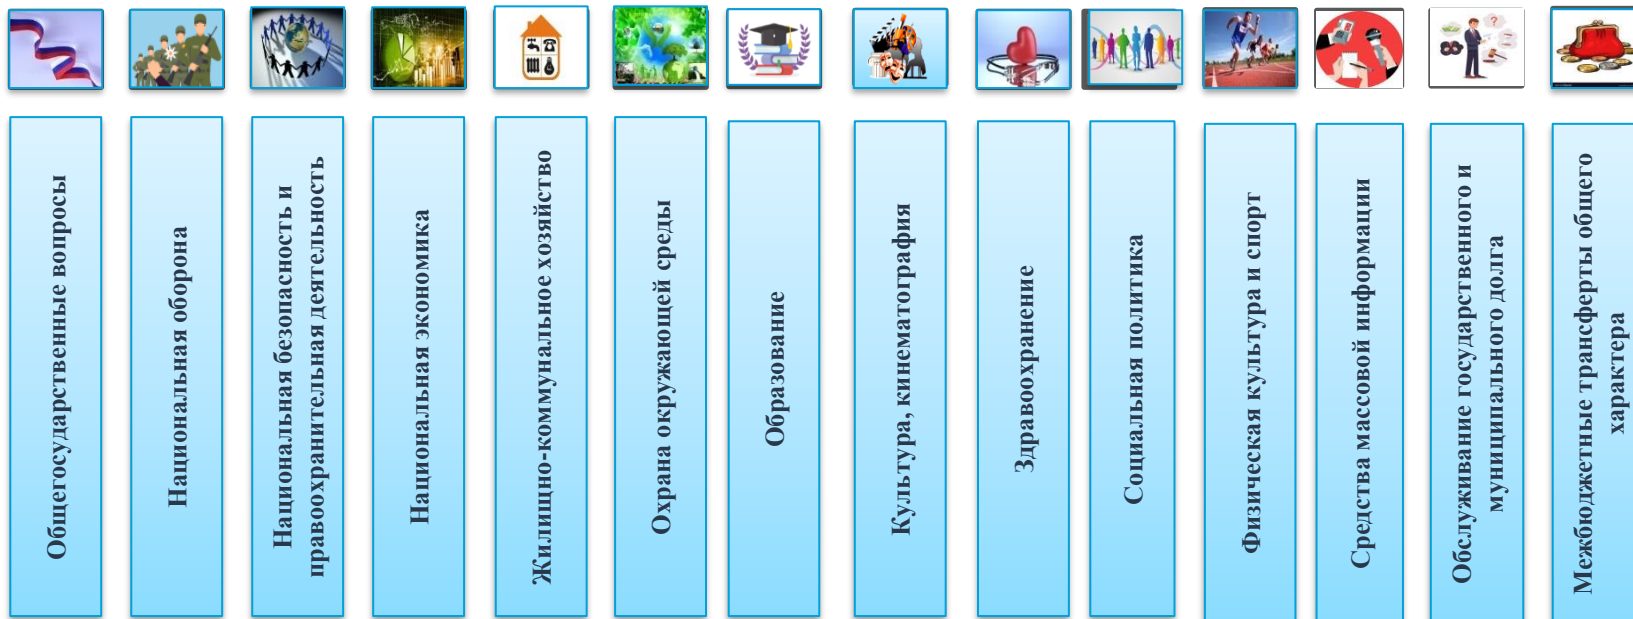 Общегосударственные вопросы
Национальная оборона
Национальная безопасность и
правоохранительная деятельность
Национальная экономика
Жилищно-коммунальное хозяйство
Охрана окружающей среды
Образование
Культура, кинематография
Здравоохранение
Социальная политика
Физическая культура и спорт
Средства массовой информации
Обслуживание государственного и
муниципального долга
Межбюджетные трансферты общего
характера